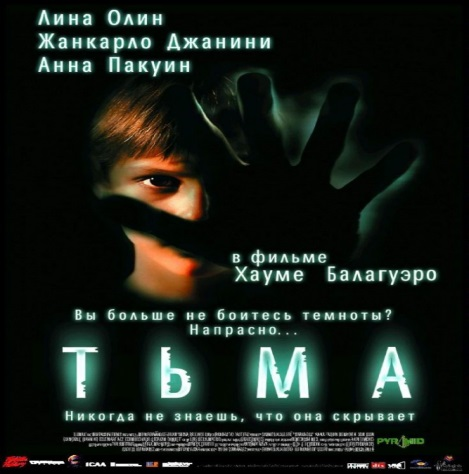 Лина Олин
Жанкарло Джанини
Анна Пакуин
в фильме
Хауме Балагуэро
Вы больше не боитесь темноты?
Напрасно...
ТЬМА
Никогда не знаешь, что она скрывает
PYRAMID
ICAA